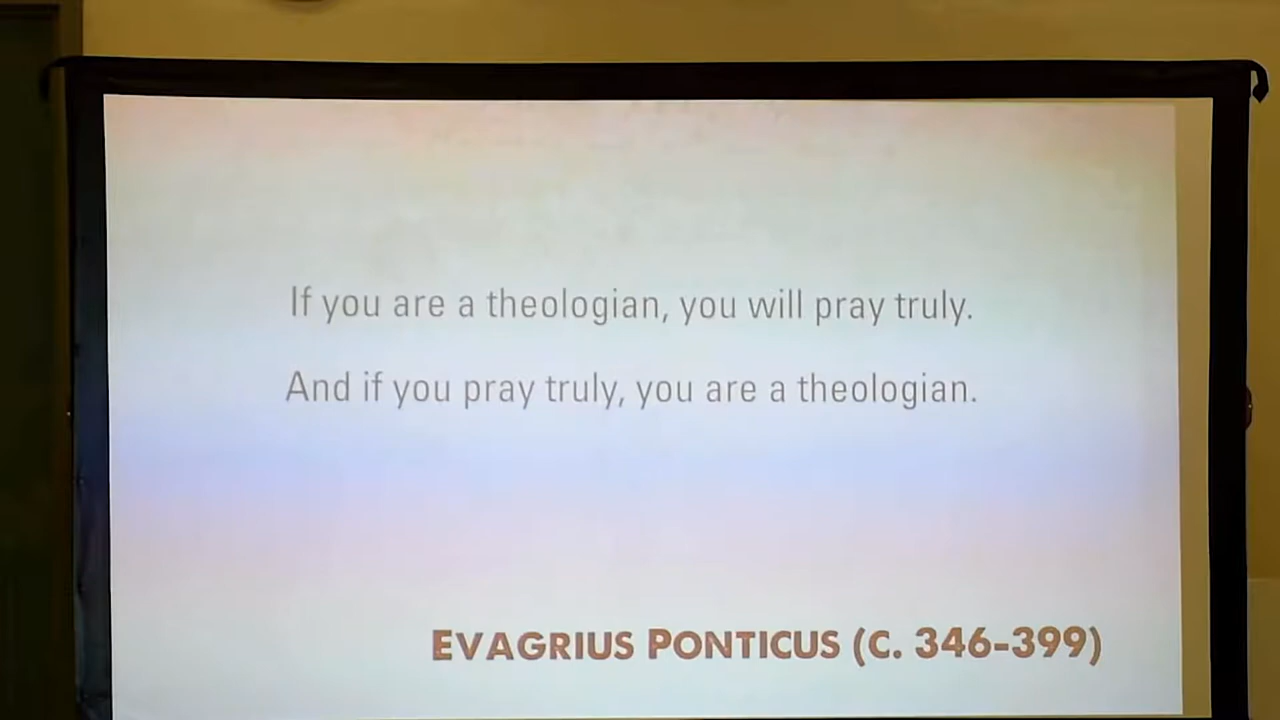 If you are a theologian, you will pray truly.
And if you pray truly, you are a theologian.
EVAGRIUS PONTICUS (C. 346-399)